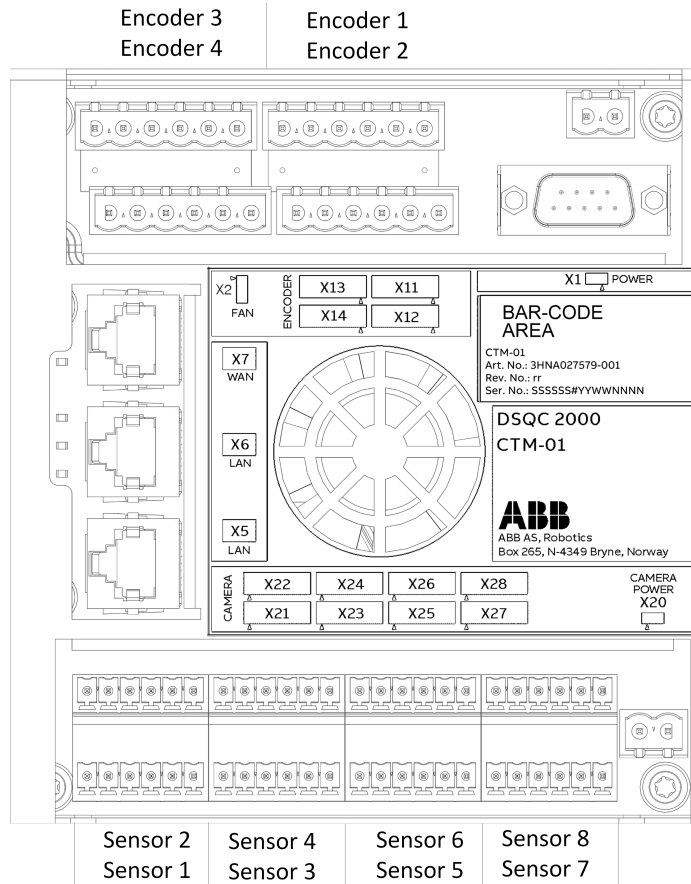 Encoder 3
Encoder 4
Encoder 1
Encoder 2
X2
FAN
ENCODER
X13
X11
X14
X12
X1
POWER
BAR-CODE
AREA
CTM-01
Art. No.: 3HNA027579-001
Rev. No.: rr
Ser. No.: SSSSSS#YYWWNNNN
X7
WAN
X6
LAN
X5
LAN
DSQC 2000
CTM-01
ABB
ABB AS, Robotics
Box 265, N-4349 Bryne, Norway
CAMERA
X22
X24
X26
X28
X21
X23
X25
X27
CAMERA
POWER
X20
Sensor 2
Sensor 1
Sensor 4
Sensor 3
Sensor 6
Sensor 5
Sensor 8
Sensor 7